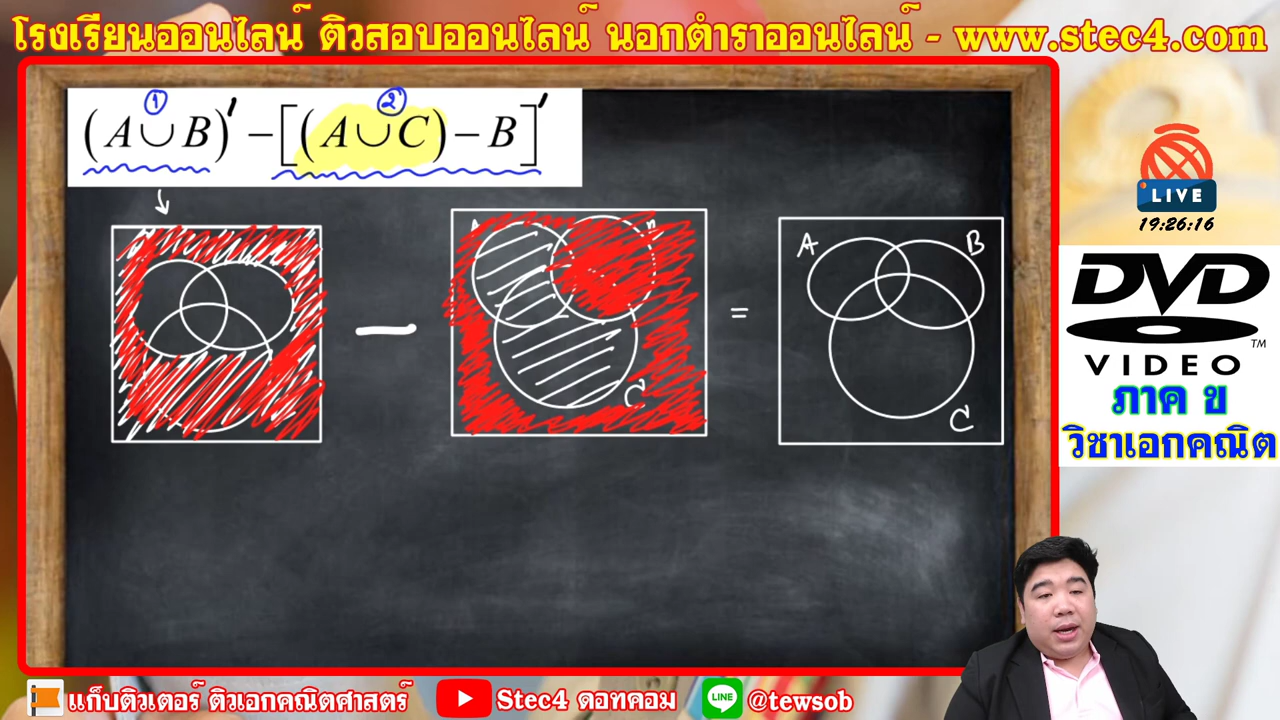 โรงเรียนออนไลน์ ติวสอบออนไลน์ นอกตำราออนไลน์ - www.stec4.com
① ②
(A∪B)' − [(A∪C) − B]'
LIVE
19:26:16
DVD
VIDEO
TM
ภาค ข
วิชาเอกคณิต
A
C
— =
A B
C
แก็บติวเตอร์ ติวเอกคณิตศาสตร์
Stec4 ดอทคอม
LINE
@tewsob